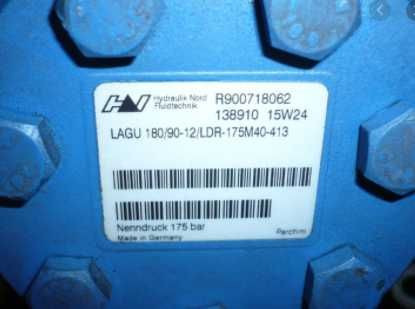 Hydraulik Nord
Fluidtechnik
R900718062
138910 15W24
LAGU 180/90-12/LDR-175M40-413
Nenndruck 175 bar
Made in Germany
Parchim